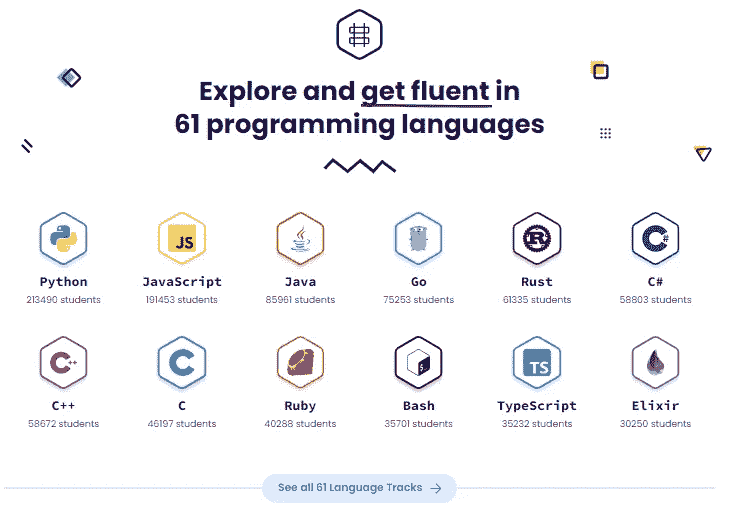 Explore and get fluent in
61 programming languages
JS
R
C#
Python JavaScript Java Go Rust C#
213490 students 191453 students 85961 students 75253 students 61335 students 58803 students
C++
C
$
TS
C++ C Ruby Bash TypeScript Elixir
58672 students 46197 students 40288 students 35701 students 35232 students 30250 students
See all 61 Language Tracks →